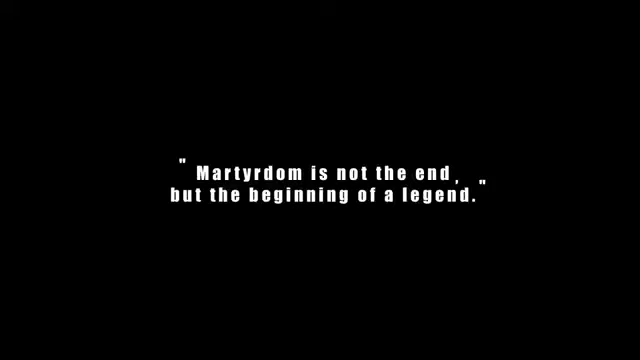 " Martyrdom is not the end,
but the beginning of a legend."